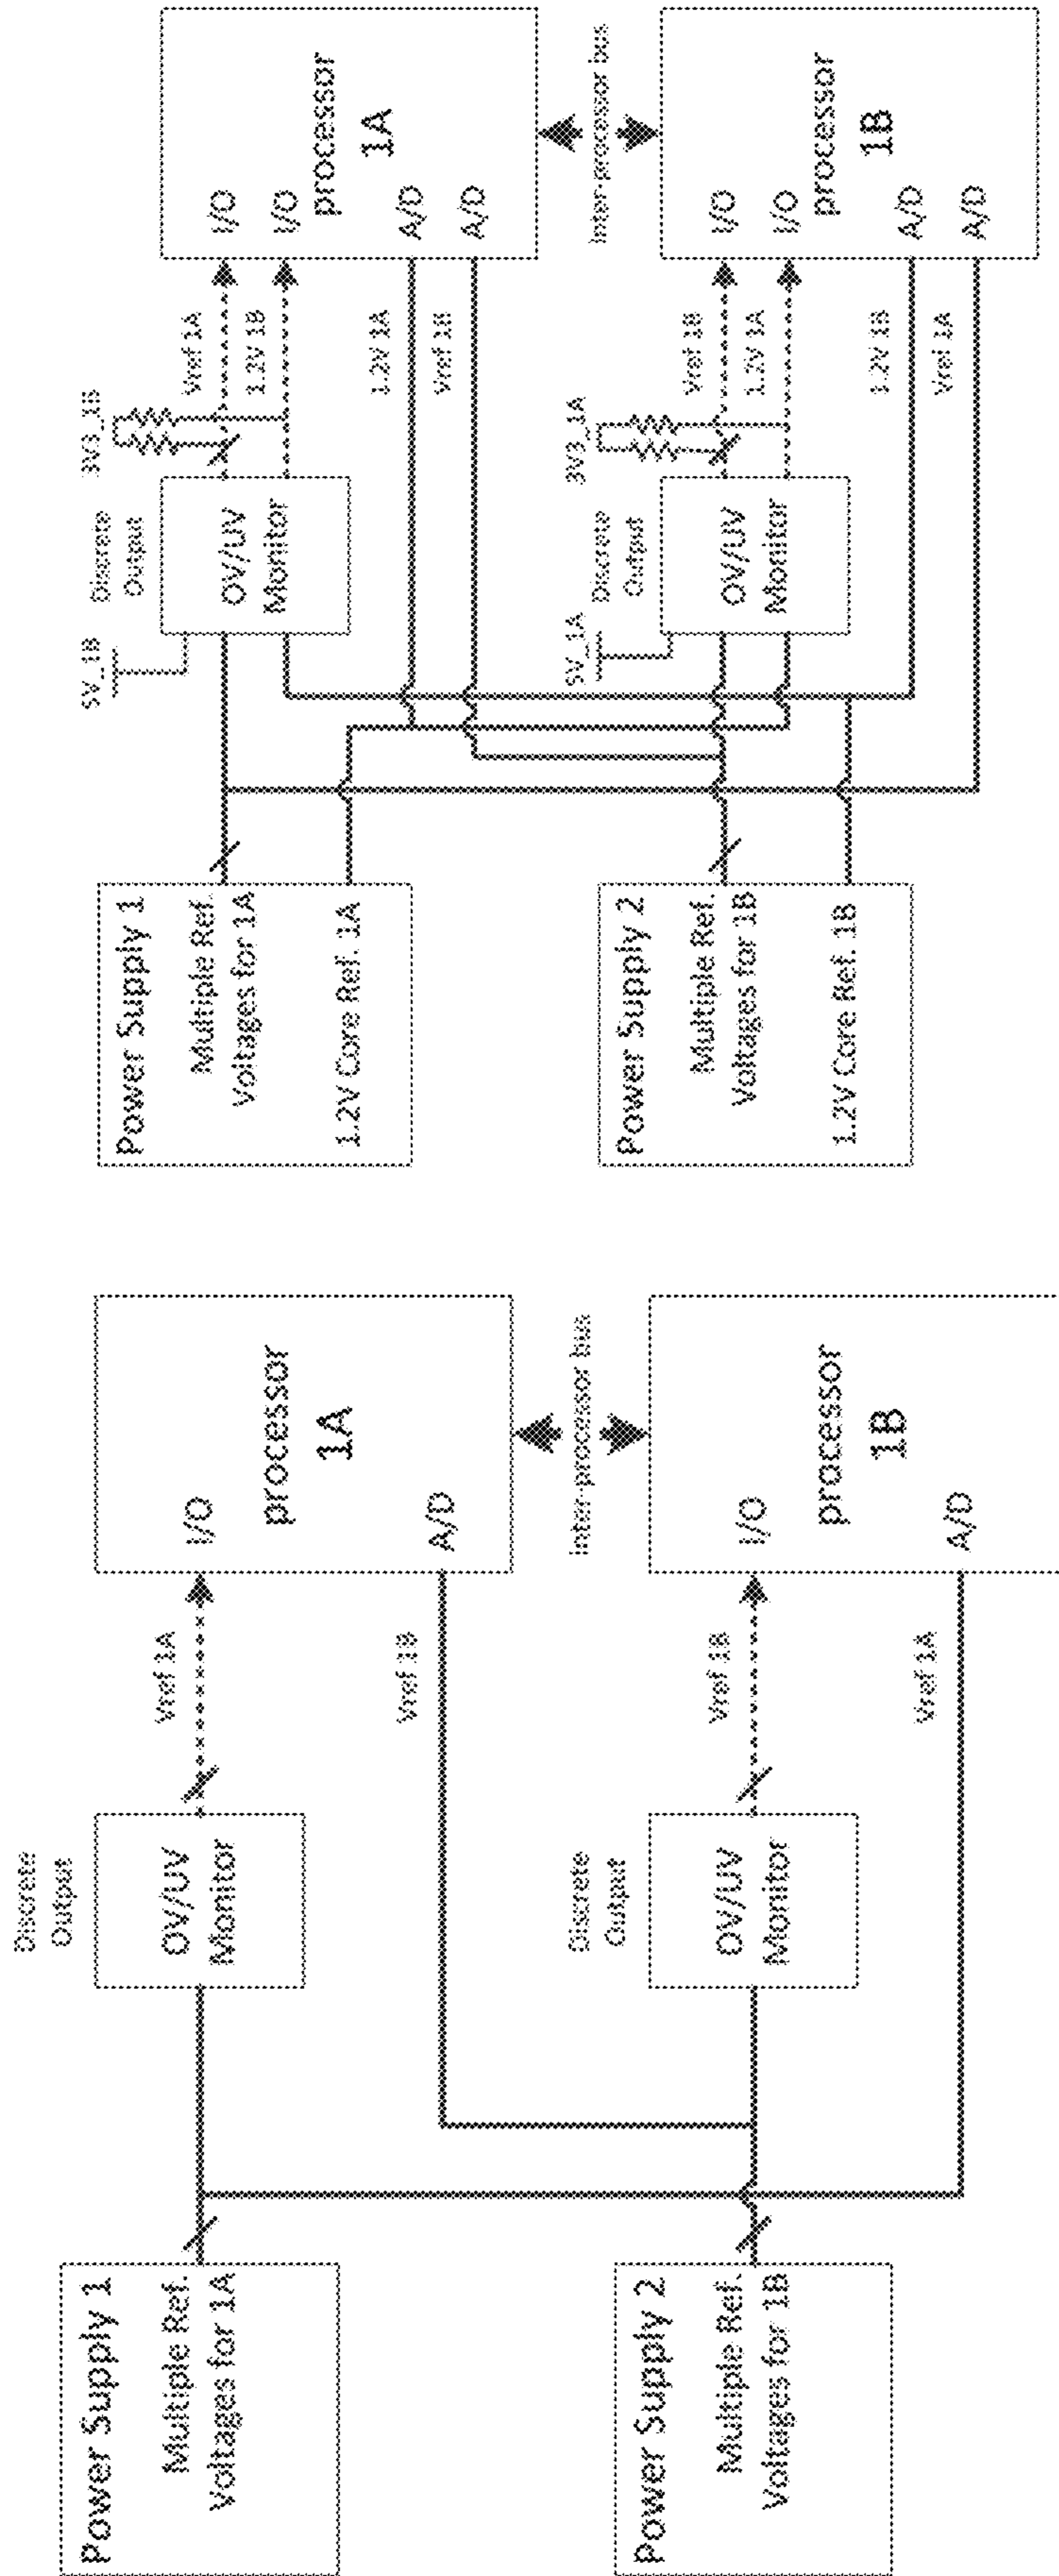 Power Supply 1
Multiple Ref.
Voltages for 1A
Discrete
Output
OV/UV
Monitor
Vref 1A
Vref 1B
I/O
processor
1A
A/D
Inter-processor bus
Power Supply 2
Multiple Ref.
Voltages for 1B
Discrete
Output
OV/UV
Monitor
Vref 1B
Vref 1A
I/O
processor
1B
A/D
Power Supply 1
Multiple Ref.
Voltages for 1A
1.2V Core Ref. 1A
5V_1B
Discrete
Output
OV/UV
Monitor
3V3_1B
Vref 1A
1.2V 1B
1.2V 1A
Vref 1B
I/O
I/O
processor
1A
A/D
A/D
Inter-processor bus
Power Supply 2
Multiple Ref.
Voltages for 1B
1.2V Core Ref. 1B
5V_1A
Discrete
Output
OV/UV
Monitor
3V3_1A
Vref 1B
1.2V 1A
1.2V 1B
Vref 1A
I/O
I/O
processor
1B
A/D
A/D